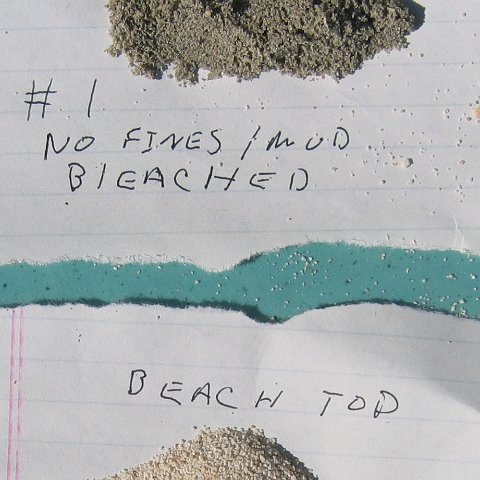 # 1
NO FINES / MUD
BLEACHED
BEACH TOP